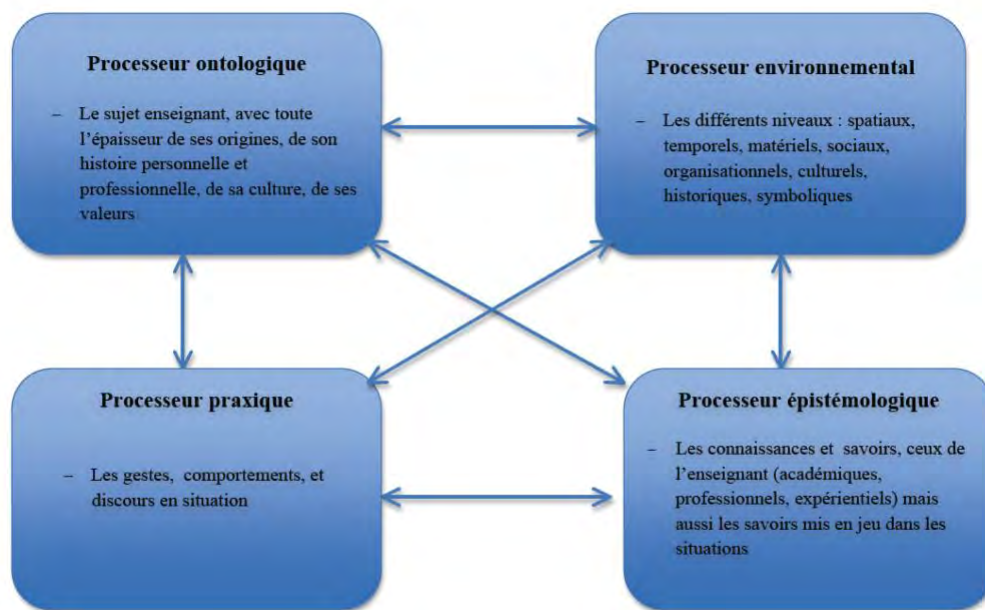 Processeur ontologique
– Le sujet enseignant, avec toute
l'épaisseur de ses origines, de son
histoire personnelle et
professionnelle, de sa culture, de ses
valeurs
Processeur environnemental
– Les différents niveaux : spatiaux,
temporels, matériels, sociaux,
organisationnels, culturels,
historiques, symboliques
Processeur praxique
– Les gestes, comportements, et
discours en situation
Processeur épistémologique
– Les connaissances et savoirs, ceux de
l'enseignant (académiques,
professionnels, expérientiels) mais
aussi les savoirs mis en jeu dans les
situations